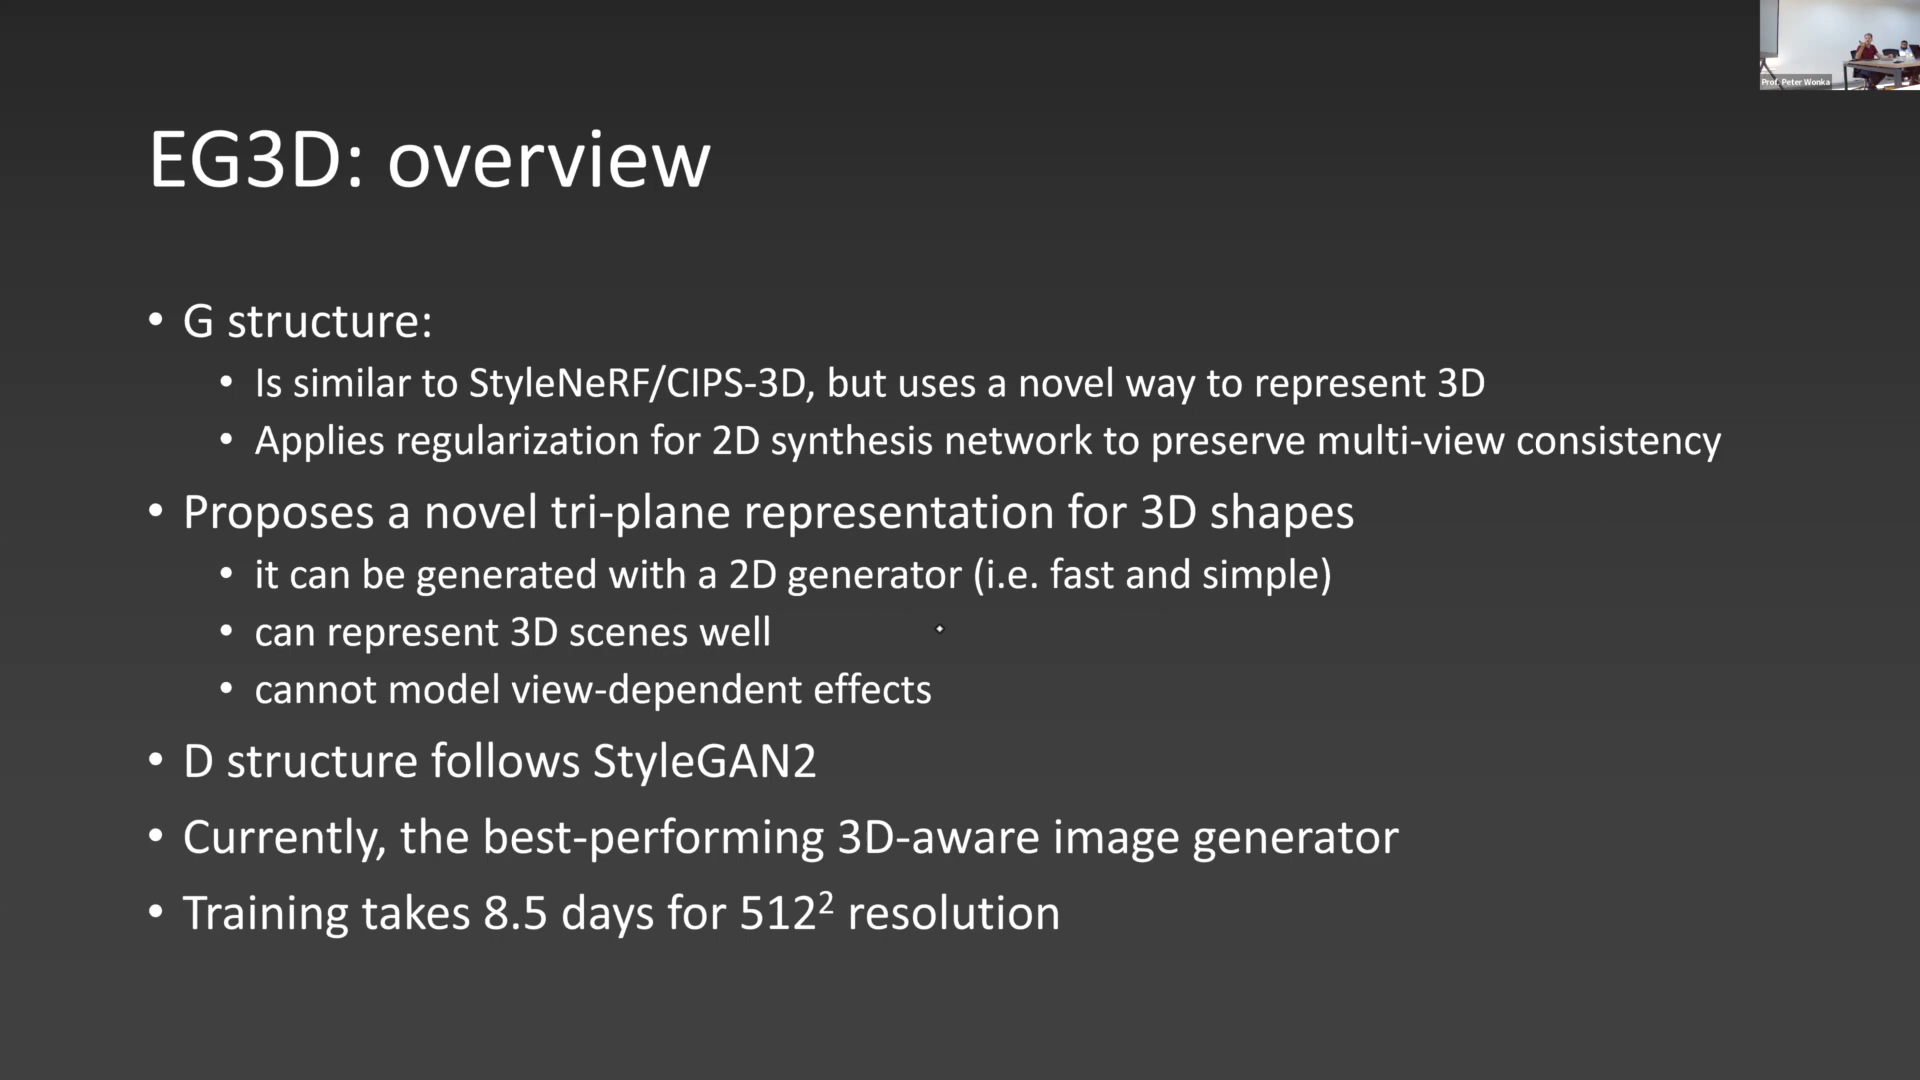 Prof. Peter Wonka
EG3D: overview
• G structure:
• Is similar to StyleNeRF/CIPS-3D, but uses a novel way to represent 3D
• Applies regularization for 2D synthesis network to preserve multi-view consistency
• Proposes a novel tri-plane representation for 3D shapes
• it can be generated with a 2D generator (i.e. fast and simple)
• can represent 3D scenes well
• cannot model view-dependent effects
• D structure follows StyleGAN2
• Currently, the best-performing 3D-aware image generator
• Training takes 8.5 days for 512² resolution